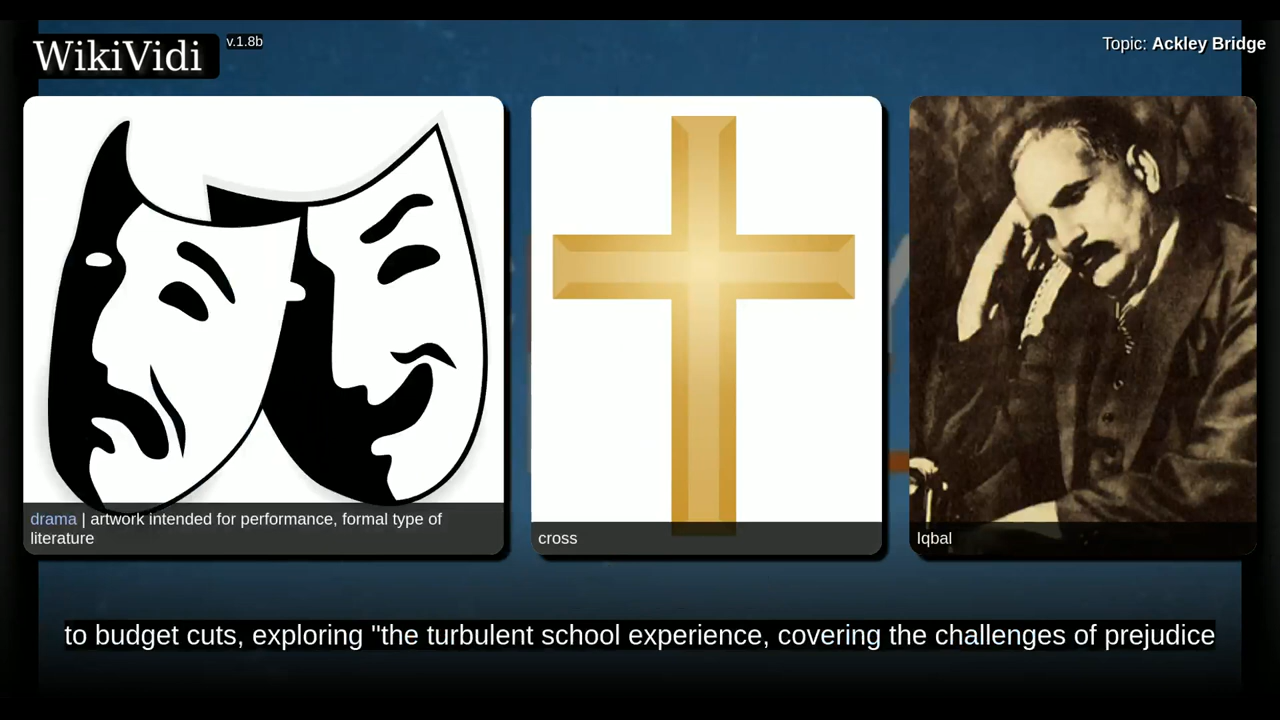 WikiVidi
v.1.8b
Topic: Ackley Bridge
drama | artwork intended for performance, formal type of
literature
cross
Iqbal
to budget cuts, exploring "the turbulent school experience, covering the challenges of prejudice